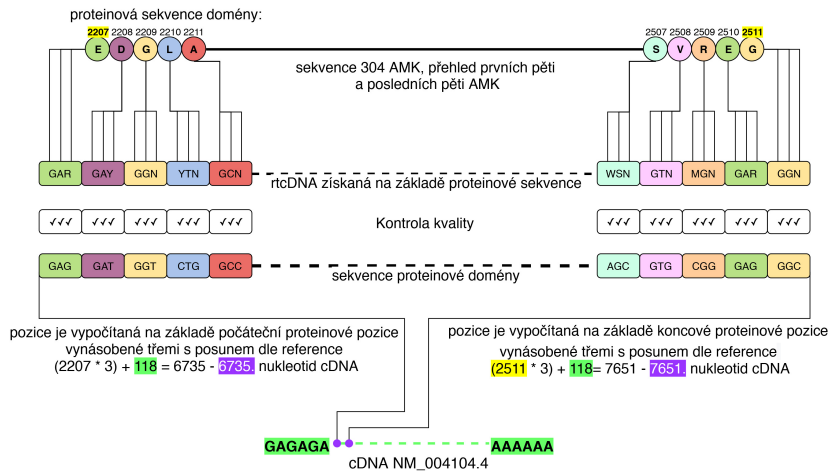 proteinová sekvence domény:
2207 2208 2209 2210 2211
2507 2508 2509 2510 2511
E D G L A
S V R E G
sekvence 304 AMK, přehled prvních pěti
a posledních pěti AMK
GAR GAY GGN YTN GCN
WSN GTN MGN GAR GGN
rtcDNA získaná na základě proteinové sekvence
✓✓✓ ✓✓✓ ✓✓✓ ✓✓✓ ✓✓✓
Kontrola kvality
✓✓✓ ✓✓✓ ✓✓✓ ✓✓✓ ✓✓✓
GAG GAT GGT CTG GCC
AGC GTG CGG GAG GGC
sekvence proteinové domény
pozice je vypočítaná na základě počáteční proteinové pozice
vynásobené třemi s posunem dle reference
(2207 * 3) + 118 = 6735 - 6735. nukleotid cDNA
pozice je vypočítaná na základě koncové proteinové pozice
vynásobené třemi s posunem dle reference
(2511 * 3) + 118= 7651 - 7651. nukleotid cDNA
GAGAGA
AAAAAA
cDNA NM_004104.4